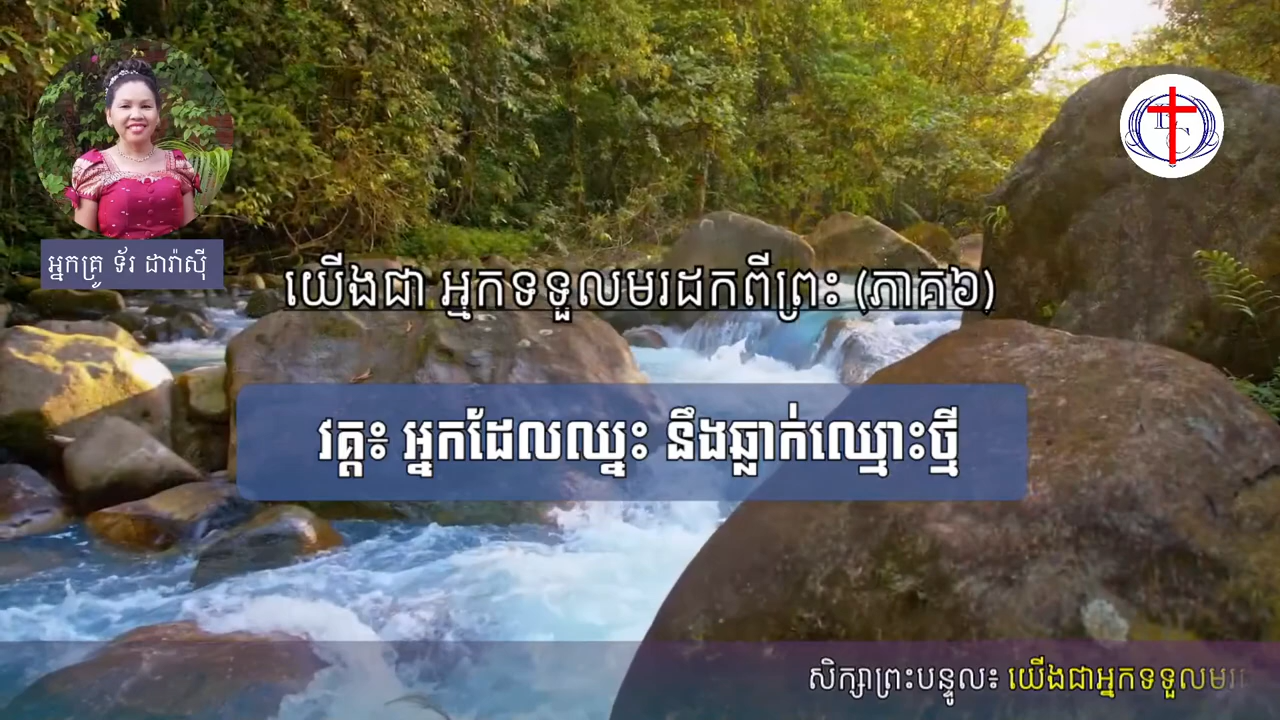 អ្នកគ្រូ ទ័រ ដារ៉ាស៊ី
យើងជា អ្នកទទួលមរដកពីព្រះ (ភាគ៦)
វគ្គ៖ អ្នកដែលឈ្នះ នឹងឆ្លាក់ឈ្មោះថ្មី
សិក្សាព្រះបន្ទូល៖ យើងជាអ្នកទទួលមរដ